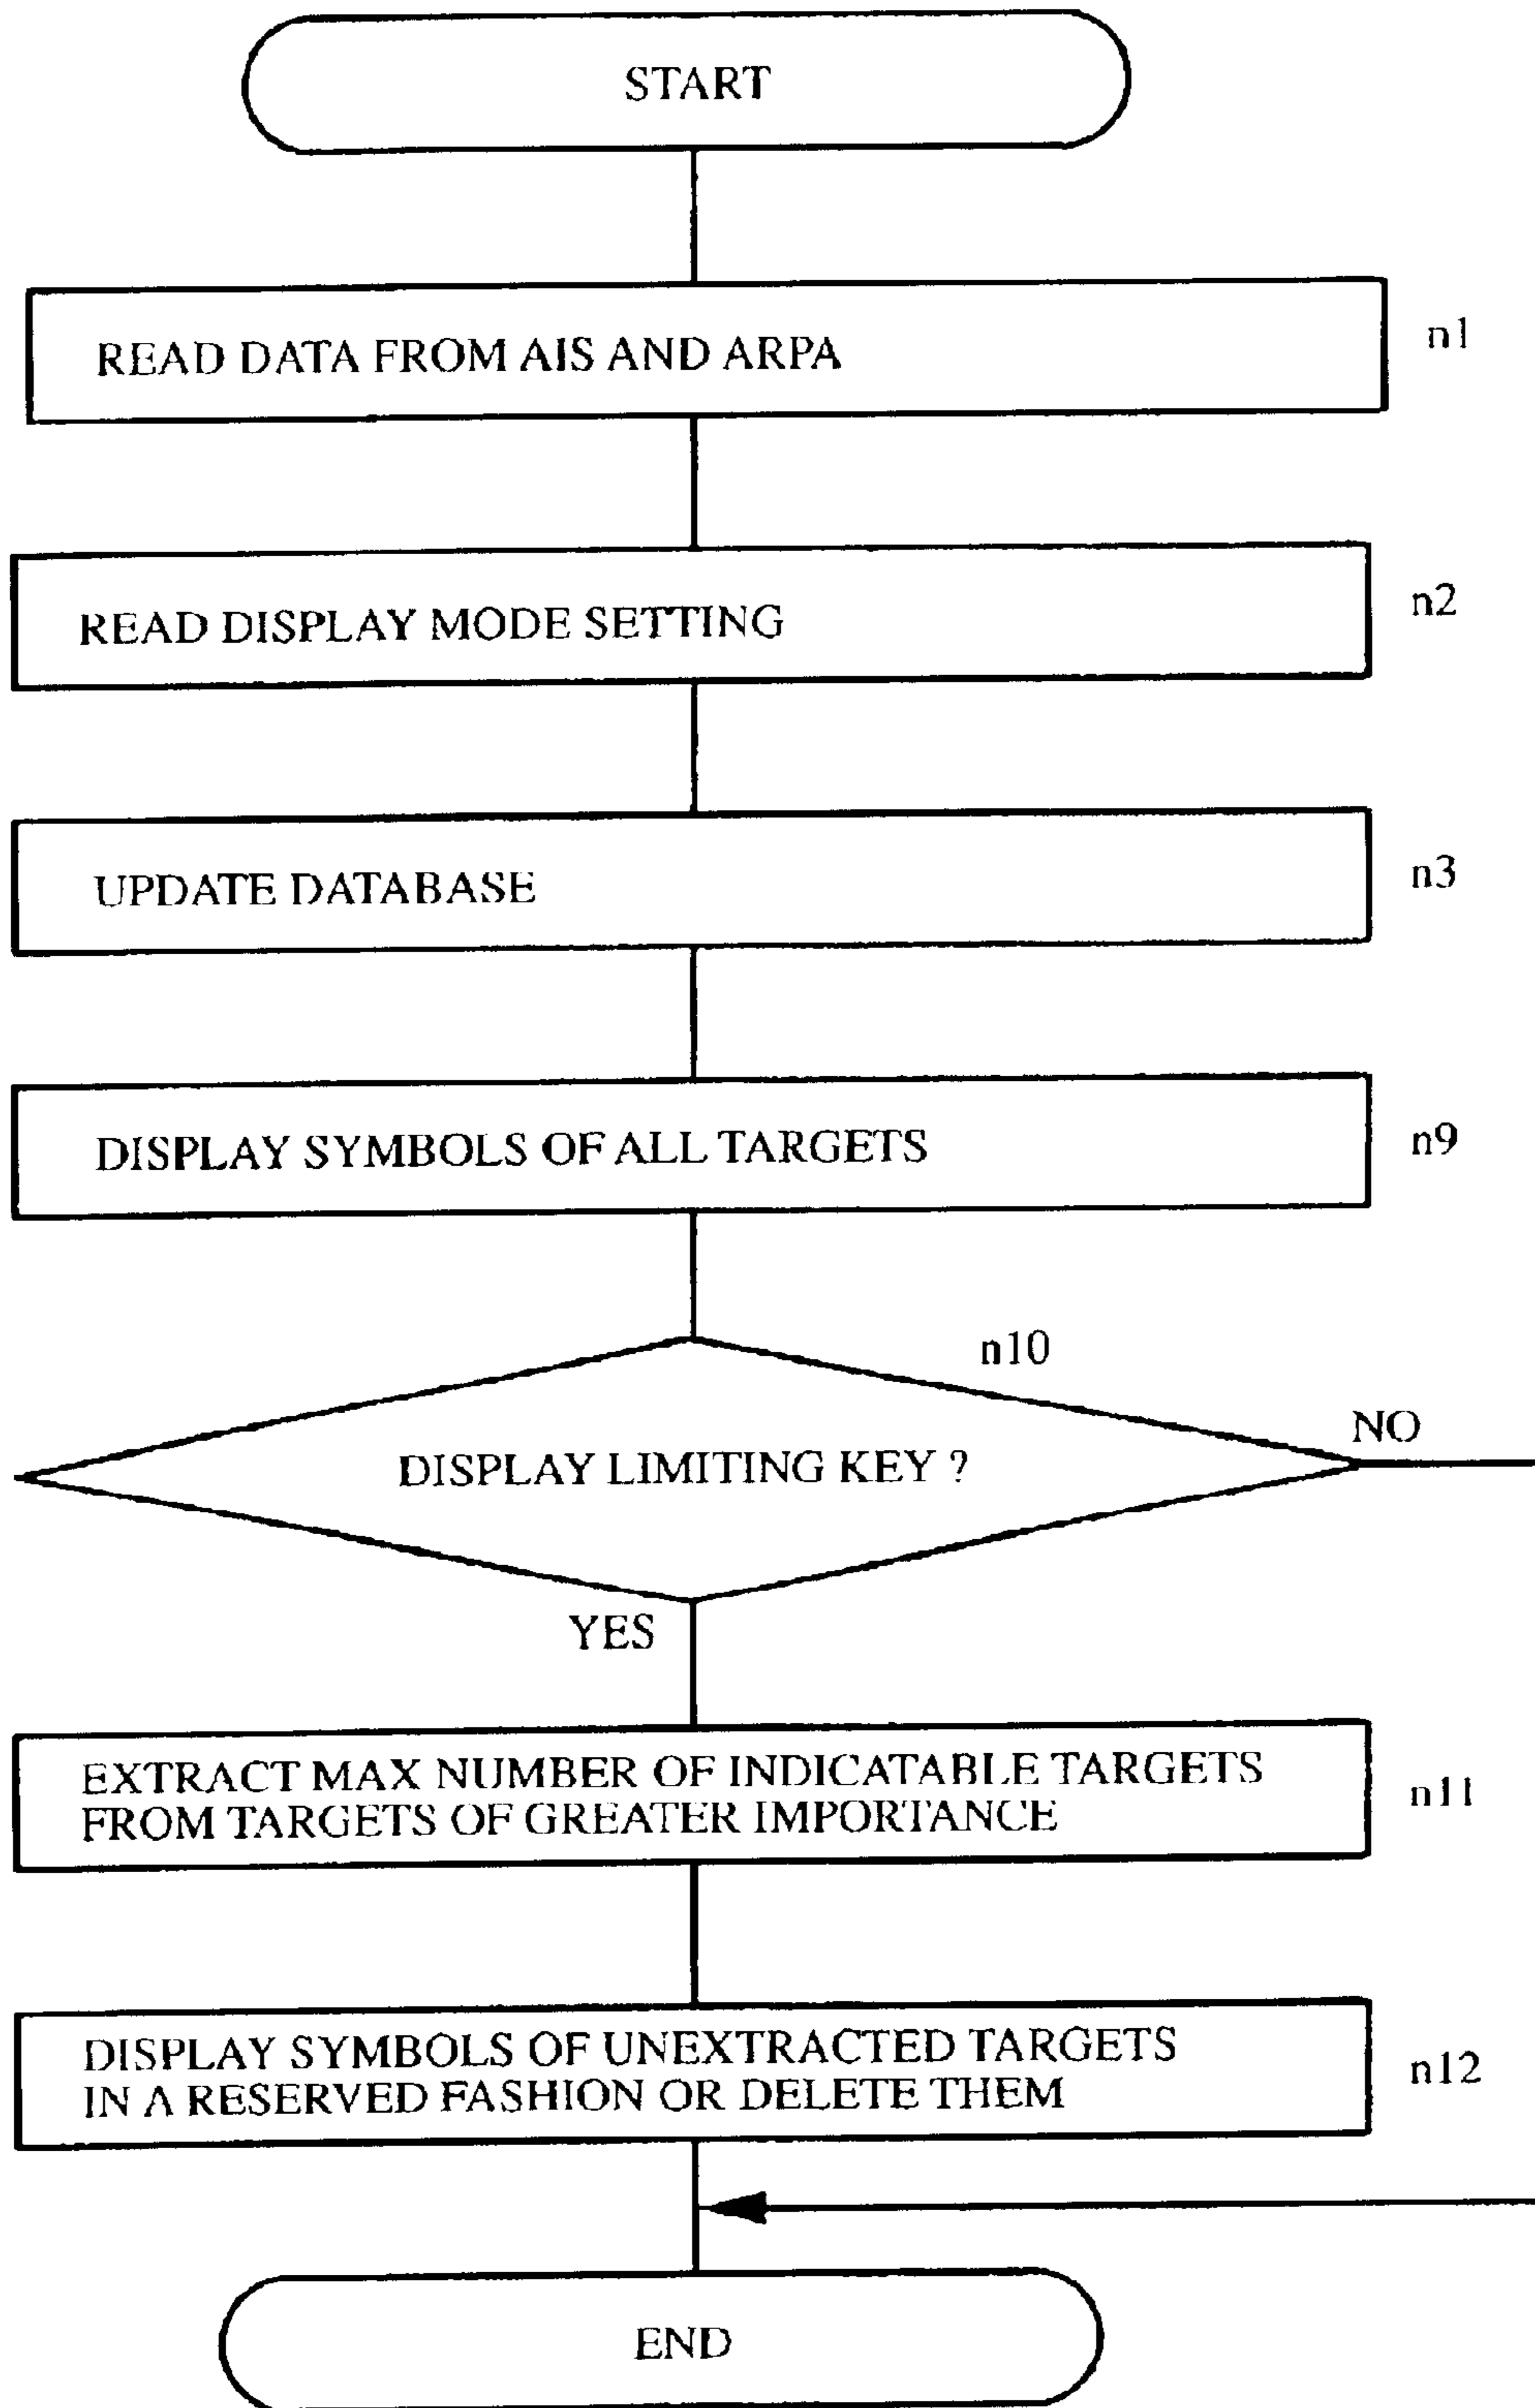 START
READ DATA FROM AIS AND ARPA
n1
READ DISPLAY MODE SETTING
n2
UPDATE DATABASE
n3
DISPLAY SYMBOLS OF ALL TARGETS
n9
n10
DISPLAY LIMITING KEY ?
NO
YES
EXTRACT MAX NUMBER OF INDICATABLE TARGETS
FROM TARGETS OF GREATER IMPORTANCE
n11
DISPLAY SYMBOLS OF UNEXTRACTED TARGETS
IN A RESERVED FASHION OR DELETE THEM
n12
END